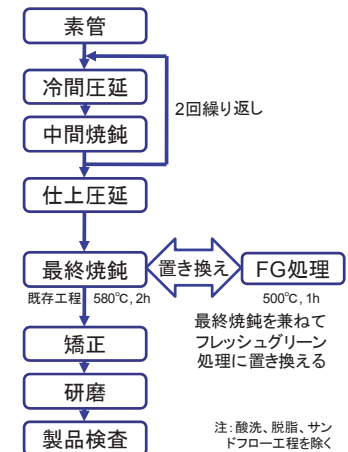 素管
冷間圧延
中間焼鈍
2回繰り返し
仕上圧延
最終焼鈍
置き換え
FG処理
既存工程 580℃, 2h
500℃, 1h
最終焼鈍を兼ねて
フレッシュグリーン
処理に置き換える
矯正
研磨
製品検査
注：酸洗、脱脂、サン
ドフロー工程を除く